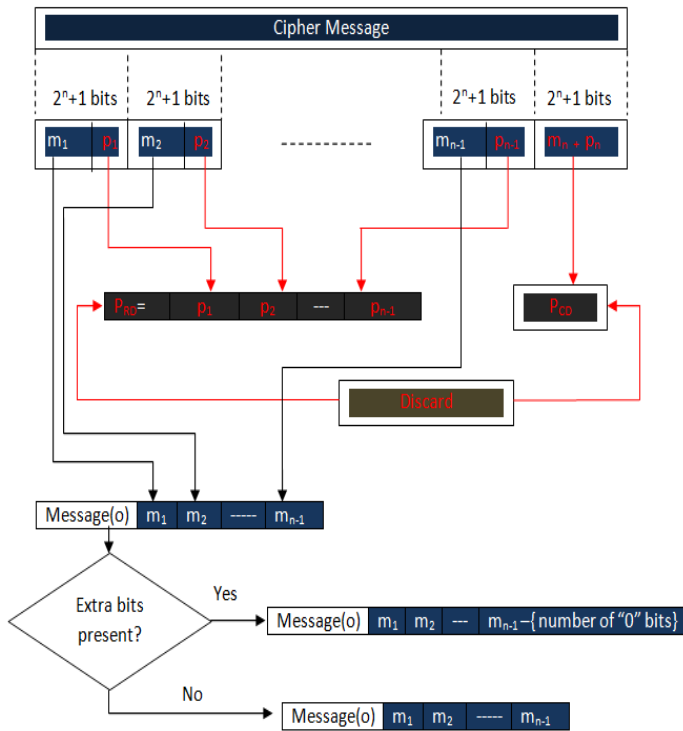 Cipher Message
2ⁿ+1 bits 2ⁿ+1 bits 2ⁿ+1 bits 2ⁿ+1 bits
m₁ p₁ m₂ p₂ ----------- mₙ₋₁ pₙ₋₁ mₙ + pₙ
P_RD= p₁ p₂ --- pₙ₋₁ P_CD
Discard
Message(o) m₁ m₂ ----- mₙ₋₁
Extra bits
present?
Yes
Message(o) m₁ m₂ --- mₙ₋₁–{number of “0” bits}
No
Message(o) m₁ m₂ ----- mₙ₋₁